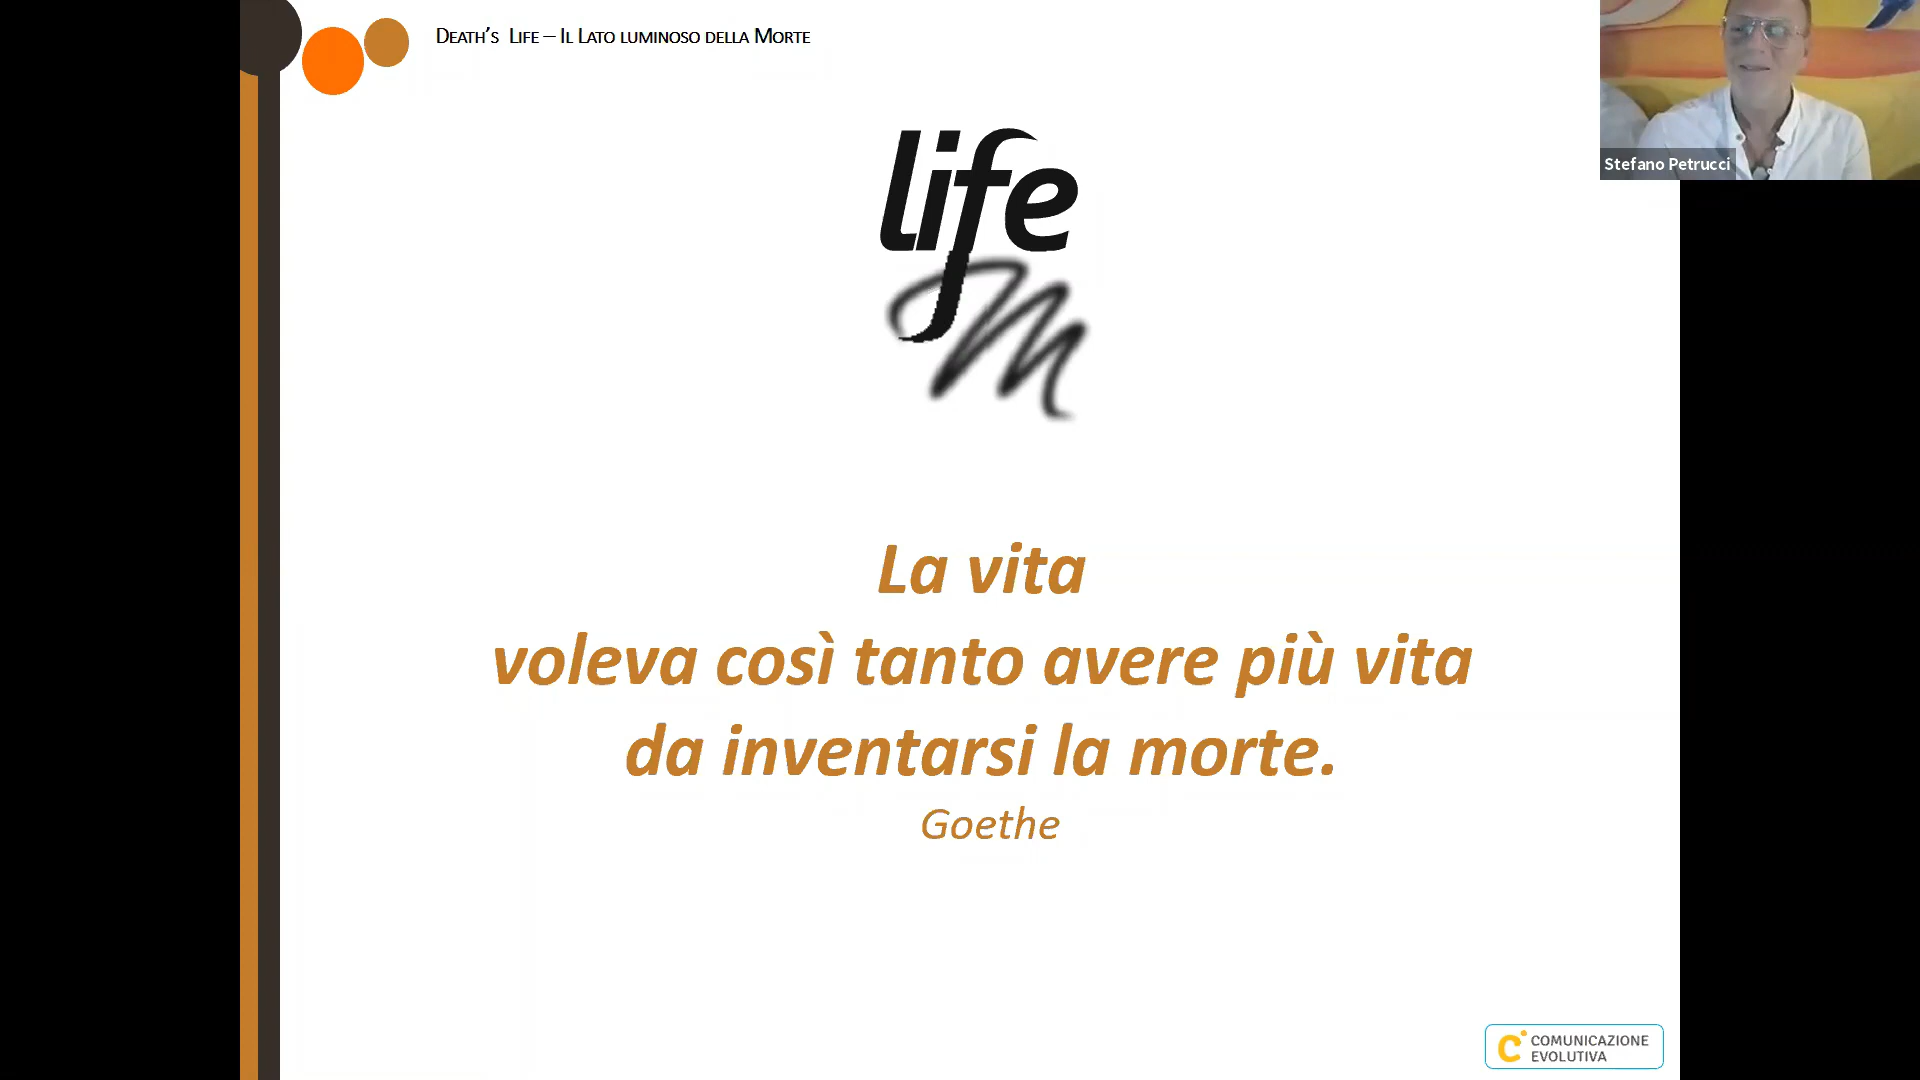 DEATH'S LIFE – IL LATO LUMINOSO DELLA MORTE
Stefano Petrucci
life
M
La vita
voleva così tanto avere più vita
da inventarsi la morte.
Goethe
COMUNICAZIONE
EVOLUTIVA